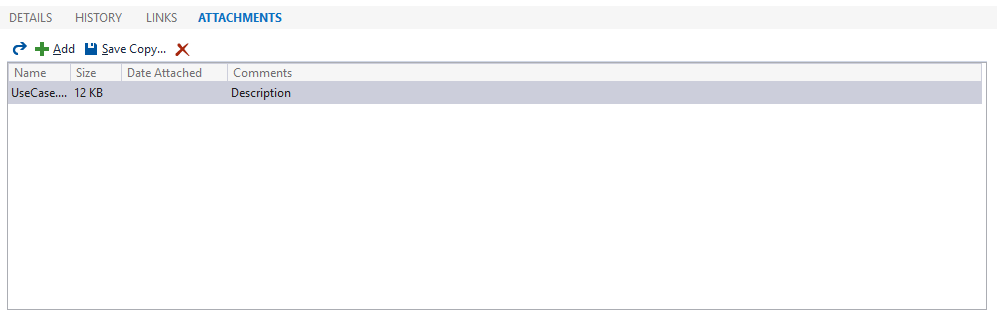 DETAILS HISTORY LINKS ATTACHMENTS
Add Save Copy...
Name Size Date Attached Comments
UseCase.... 12 KB Description